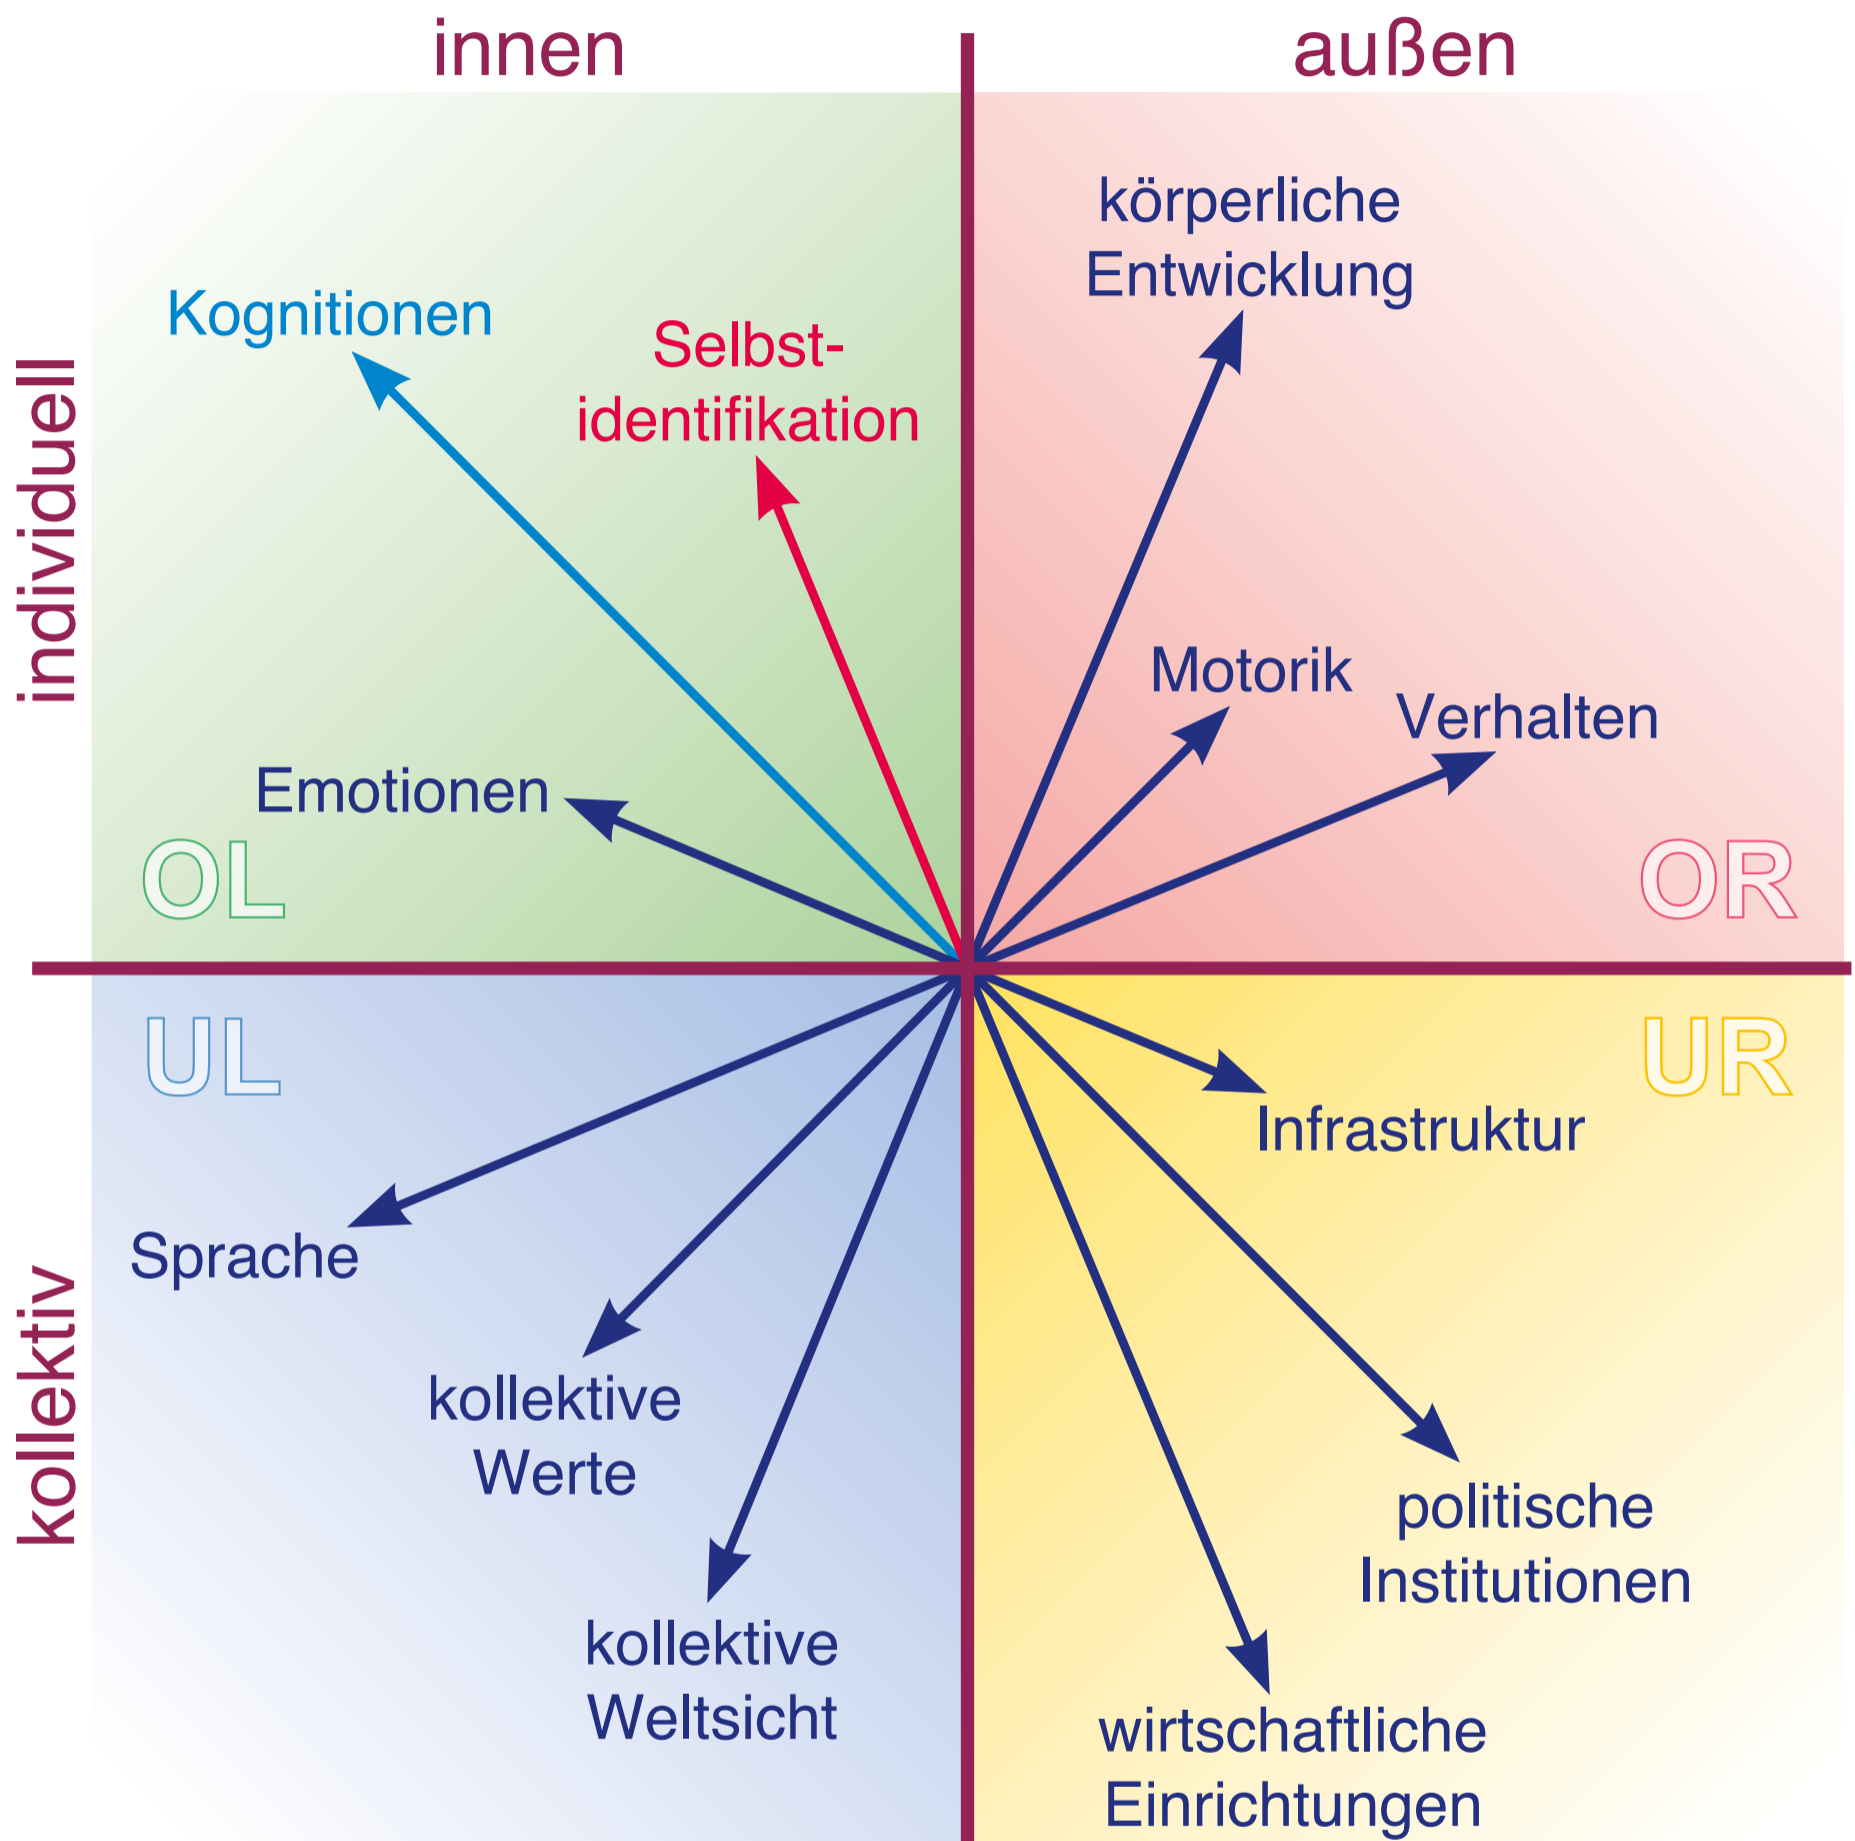 innen
außen
individuell
kollektiv
Kognitionen
Selbst-
identifikation
Emotionen
OL
körperliche
Entwicklung
Motorik
Verhalten
OR
UL
Sprache
kollektive
Werte
kollektive
Weltsicht
UR
Infrastruktur
politische
Institutionen
wirtschaftliche
Einrichtungen